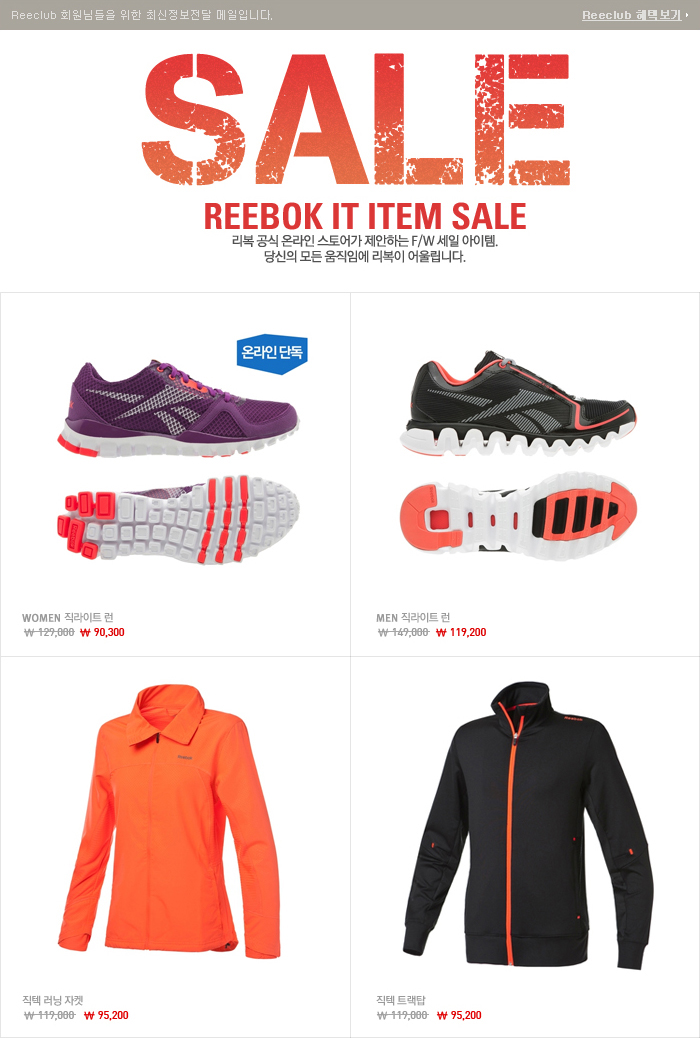 Reeclub 회원님들을 위한 최신정보전달 메일입니다.
Reeclub 혜택보기
SALE
REEBOK IT ITEM SALE
리복 공식 온라인 스토어가 제안하는 F/W 세일 아이템.
당신의 모든 움직임에 리복이 어울립니다.
온라인 단독
WOMEN 직라이트 런
₩ 129,000 ₩ 90,300
MEN 직라이트 런
₩ 149,000 ₩ 119,200
직텍 러닝 자켓
₩ 119,000 ₩ 95,200
직텍 트랙탑
₩ 119,000 ₩ 95,200